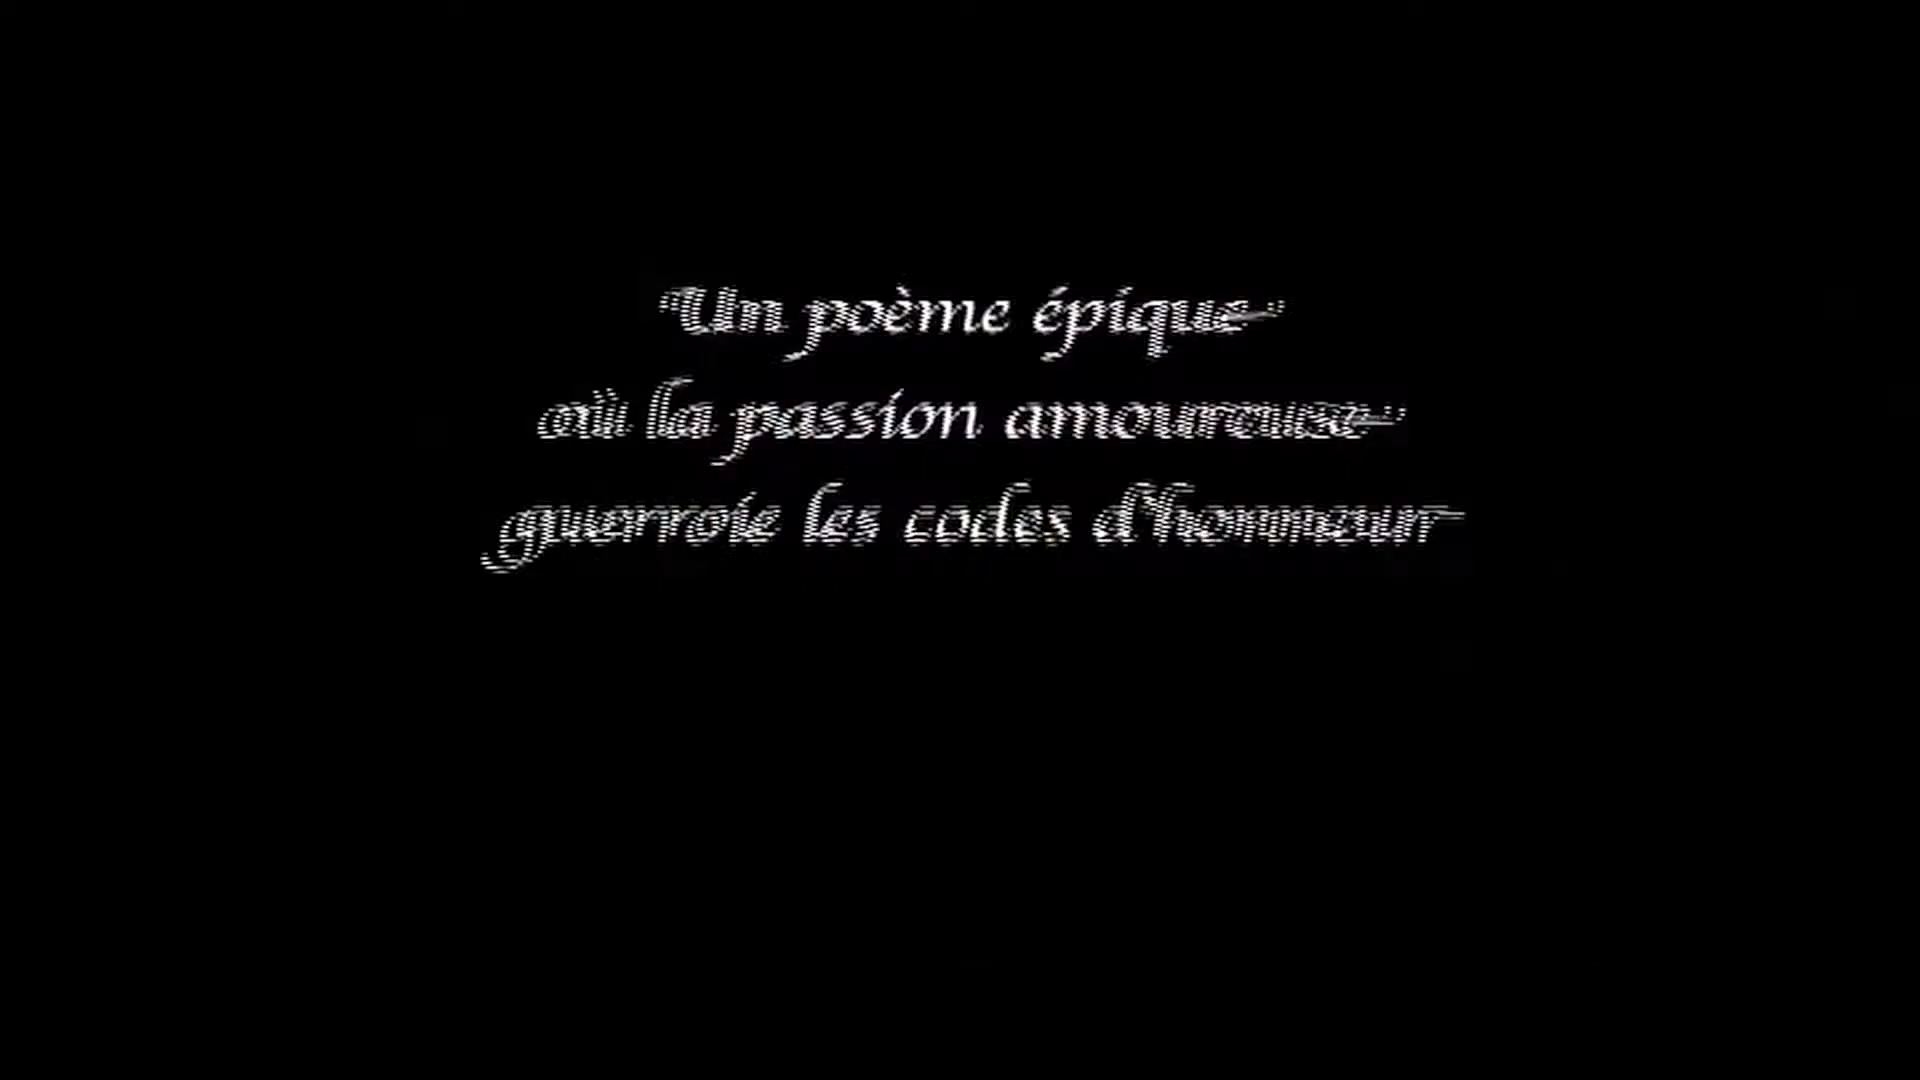 Un poème épique
où la passion amoureuse
guerroie les codes d'honneur